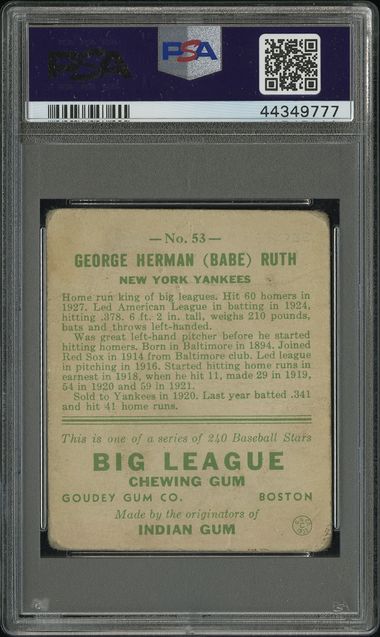 PSA
PSA
44349777
—No. 53—
GEORGE HERMAN (BABE) RUTH
NEW YORK YANKEES
Home run king of big leagues. Hit 60 homers in
1927. Led American League in batting in 1924,
hitting .378. 6 ft. 2 in. tall, weighs 210 pounds,
bats and throws left-handed.
Was great left-hand pitcher before he started
hitting homers. Born in Baltimore in 1894. Joined
Red Sox in 1914 from Baltimore club. Led league
in pitching in 1916. Started hitting home runs in
earnest in 1918, when he hit 11, made 29 in 1919,
54 in 1920 and 59 in 1921.
Sold to Yankees in 1920. Last year batted .341
and hit 41 home runs.
This is one of a series of 240 Baseball Stars
BIG LEAGUE
CHEWING GUM
GOUDEY GUM CO. BOSTON
Made by the originators of
INDIAN GUM